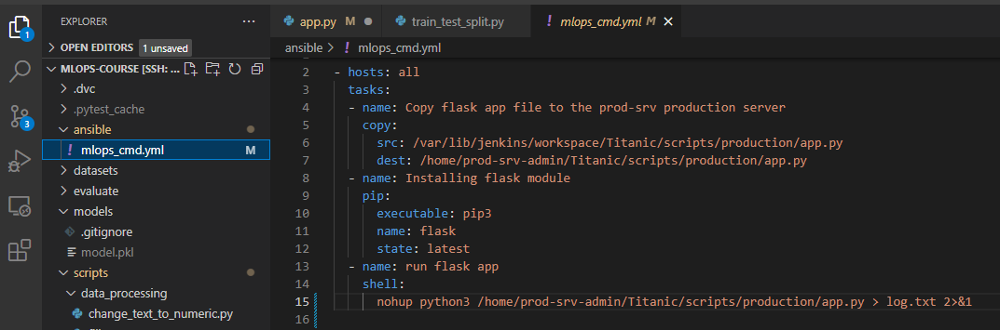 EXPLORER
OPEN EDITORS 1 unsaved
MLOPS-COURSE [SSH: ...
.dvc
.pytest_cache
ansible
! mlops_cmd.yml M
datasets
evaluate
models
.gitignore
model.pkl
scripts
data_processing
change_text_to_numeric.py
1
3
app.py M
train_test_split.py
! mlops_cmd.yml M
ansible > ! mlops_cmd.yml
2 - hosts: all
3 tasks:
4 - name: Copy flask app file to the prod-srv production server
5 copy:
6 src: /var/lib/jenkins/workspace/Titanic/scripts/production/app.py
7 dest: /home/prod-srv-admin/Titanic/scripts/production/app.py
8 - name: Installing flask module
9 pip:
10 executable: pip3
11 name: flask
12 state: latest
13 - name: run flask app
14 shell:
15 nohup python3 /home/prod-srv-admin/Titanic/scripts/production/app.py > log.txt 2>&1
16